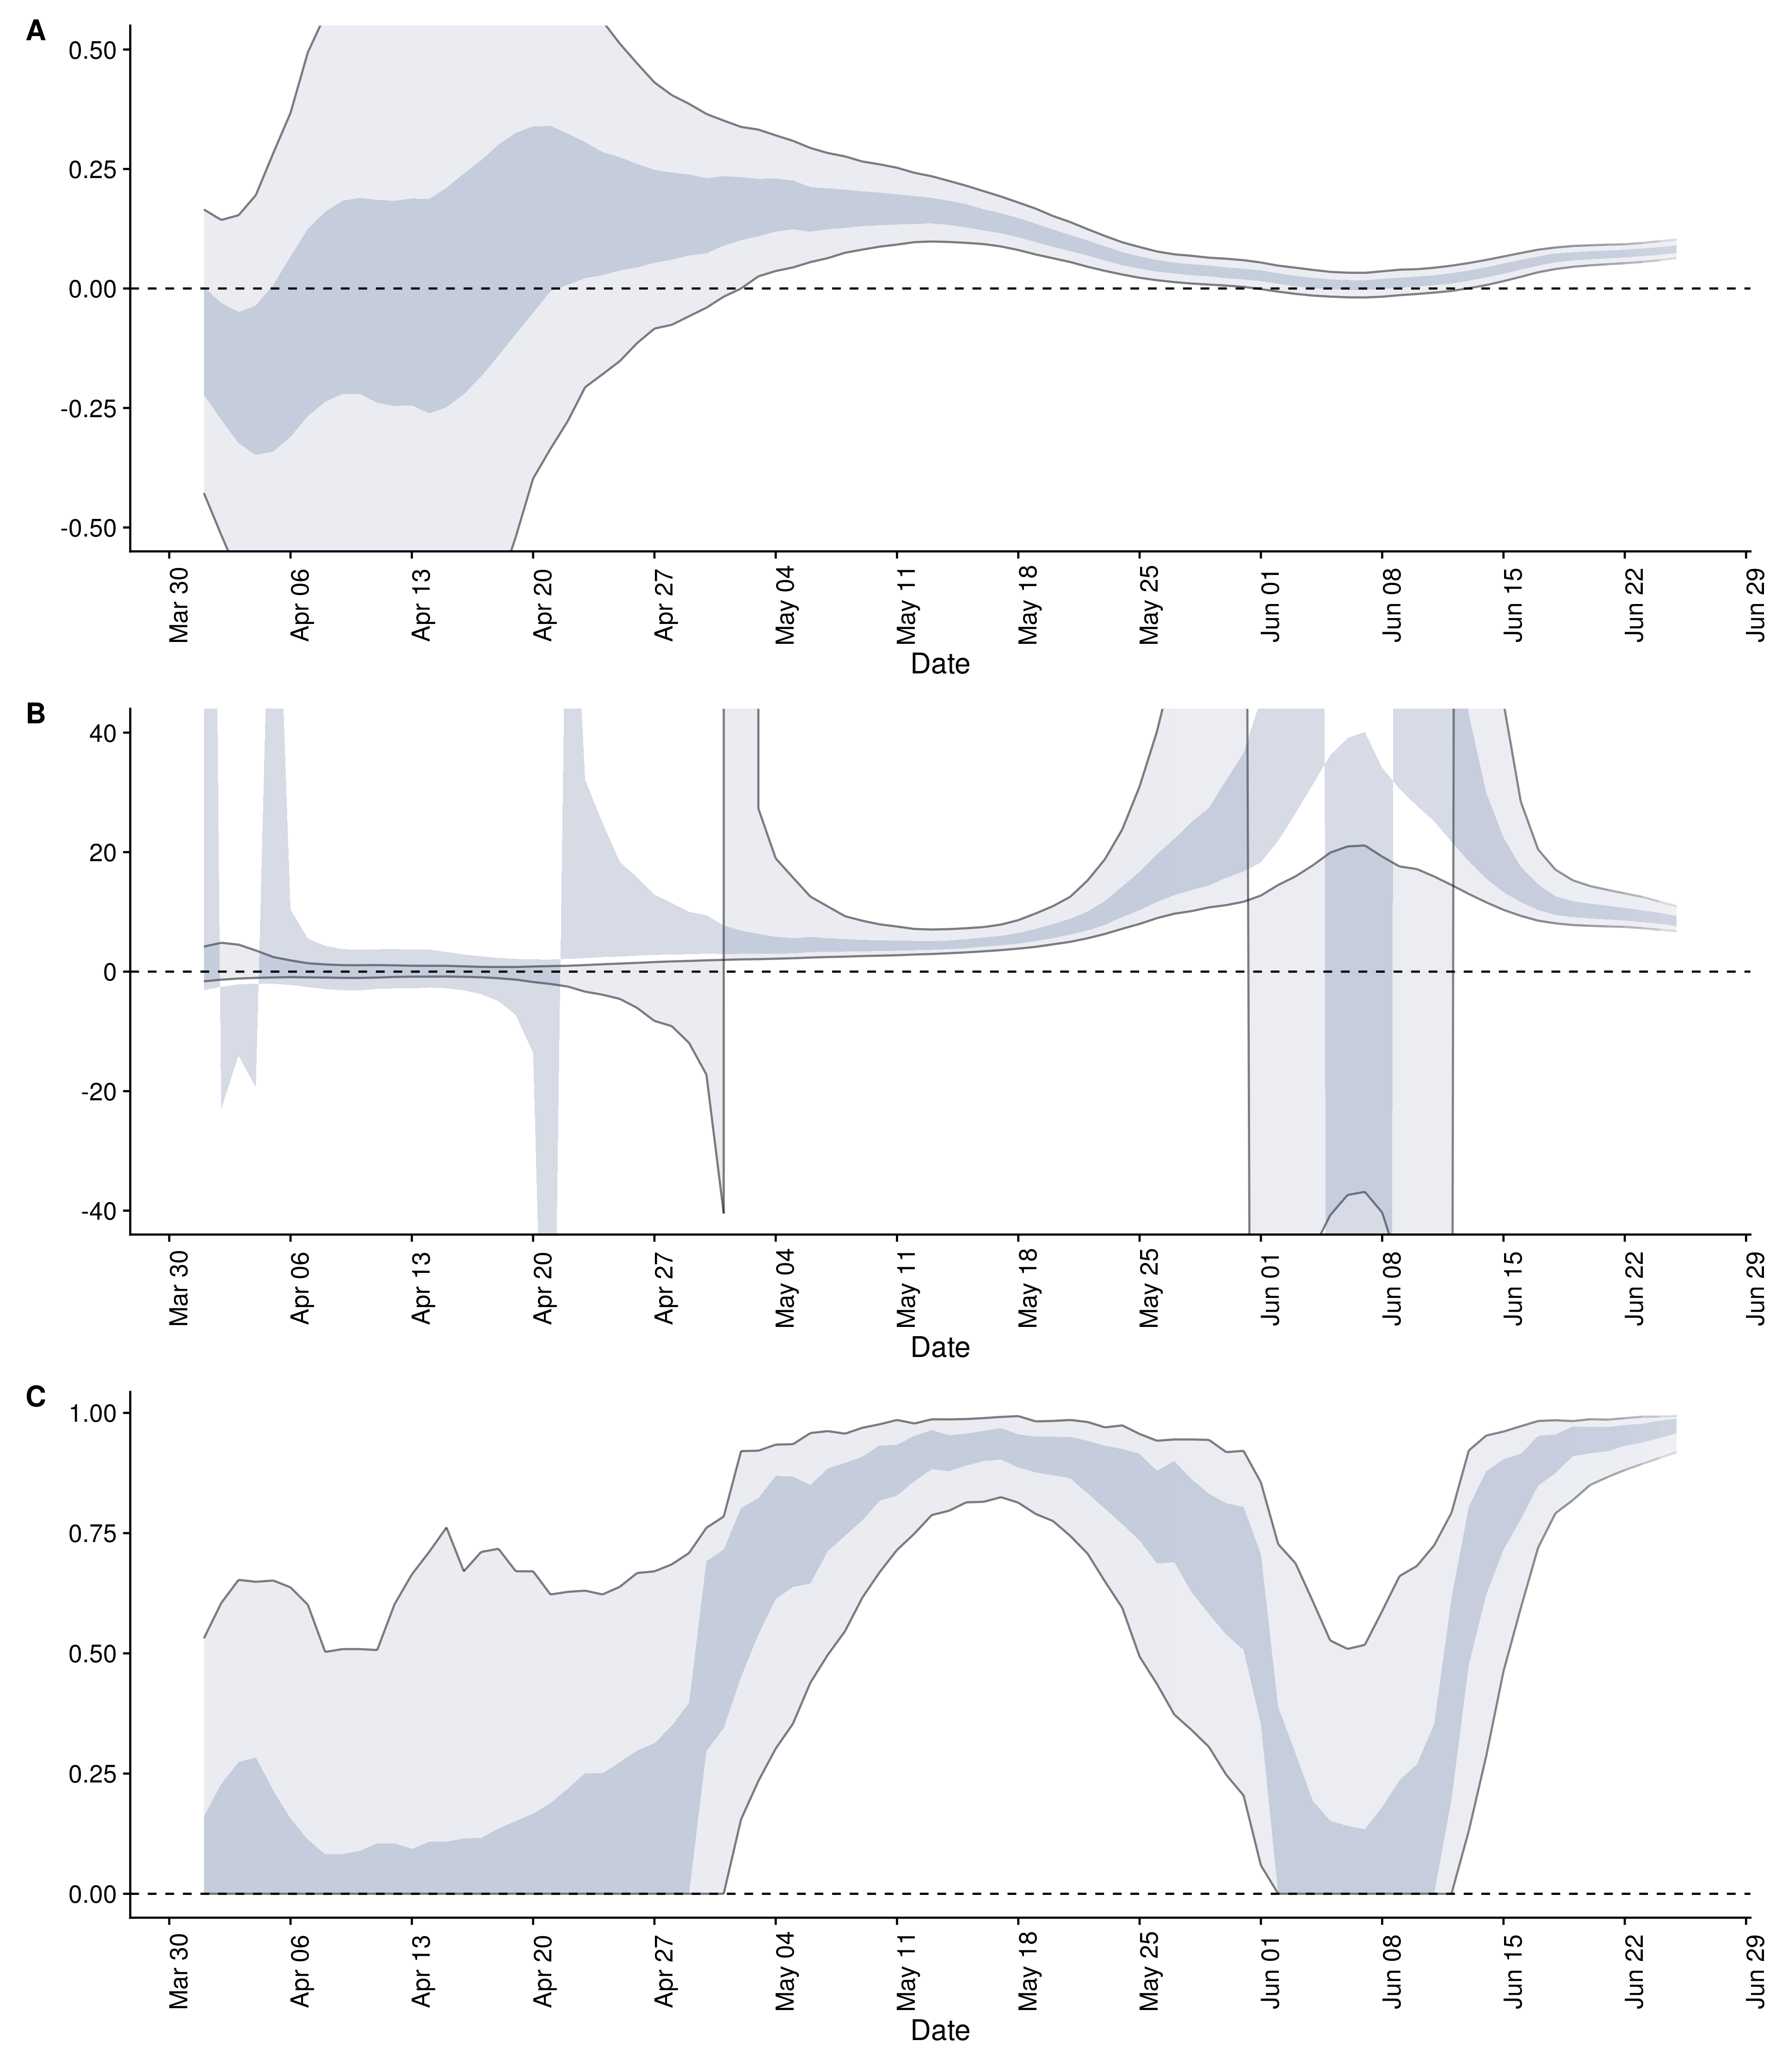 A
0.50
0.25
0.00
-0.25
-0.50
Mar 30
Apr 06
Apr 13
Apr 20
Apr 27
May 04
May 11
May 18
May 25
Jun 01
Jun 08
Jun 15
Jun 22
Jun 29
Date
B
40
20
0
-20
-40
Mar 30
Apr 06
Apr 13
Apr 20
Apr 27
May 04
May 11
May 18
May 25
Jun 01
Jun 08
Jun 15
Jun 22
Jun 29
Date
C
1.00
0.75
0.50
0.25
0.00
Mar 30
Apr 06
Apr 13
Apr 20
Apr 27
May 04
May 11
May 18
May 25
Jun 01
Jun 08
Jun 15
Jun 22
Jun 29
Date